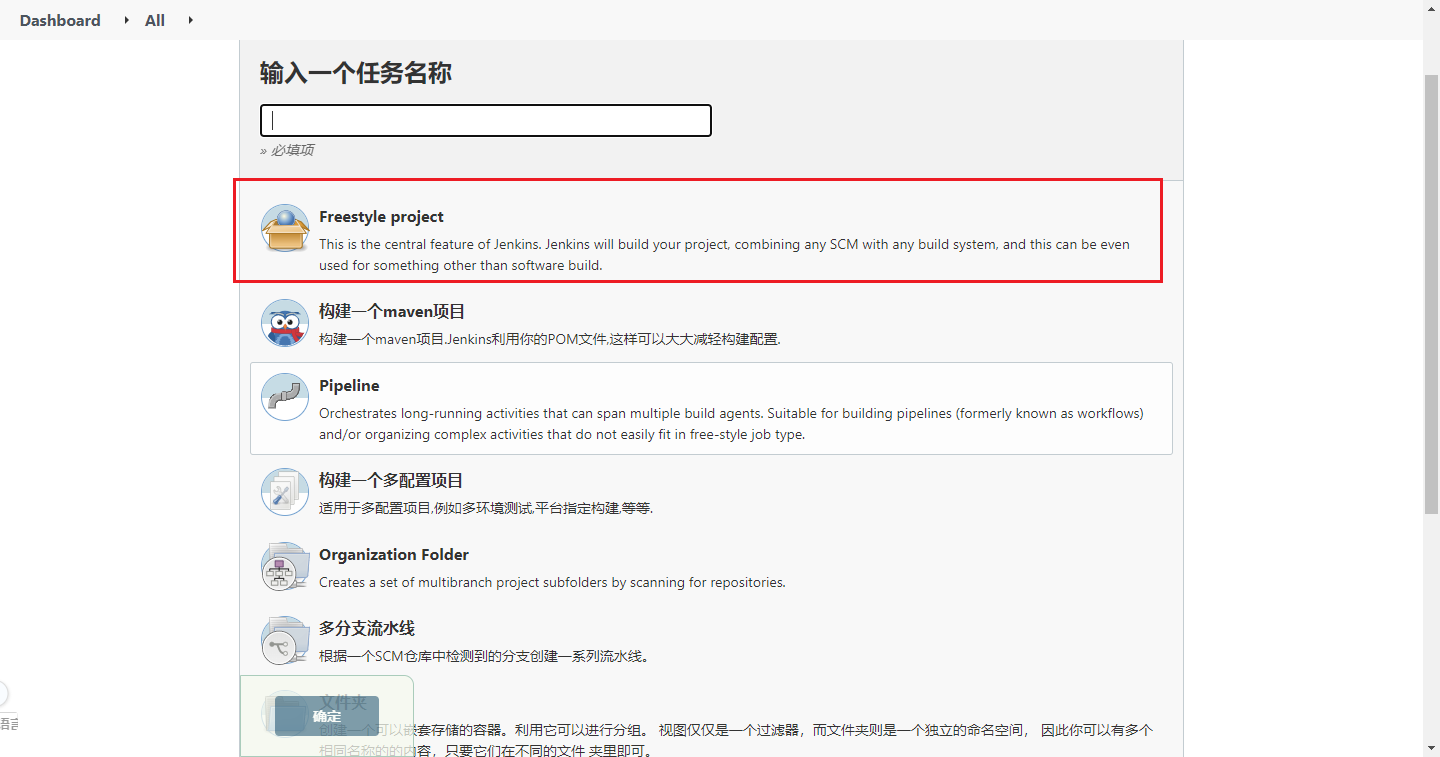 Dashboard All
输入一个任务名称
» 必填项
Freestyle project
This is the central feature of Jenkins. Jenkins will build your project, combining any SCM with any build system, and this can be even
used for something other than software build.
构建一个maven项目
构建一个maven项目.Jenkins利用你的POM文件,这样可以大大减轻构建配置.
Pipeline
Orchestrates long-running activities that can span multiple build agents. Suitable for building pipelines (formerly known as workflows)
and/or organizing complex activities that do not easily fit in free-style job type.
构建一个多配置项目
适用于多配置项目,例如多环境测试,平台指定构建,等等.
Organization Folder
Creates a set of multibranch project subfolders by scanning for repositories.
多分支流水线
根据一个SCM仓库中检测到的分支创建一系列流水线。
文件夹
确定
创建一个可以嵌套存储的容器。利用它可以进行分组。 视图仅仅是一个过滤器，而文件夹则是一个独立的命名空间， 因此你可以有多个
相同名称的的内容，只要它们在不同的文件 夹里即可。
语言